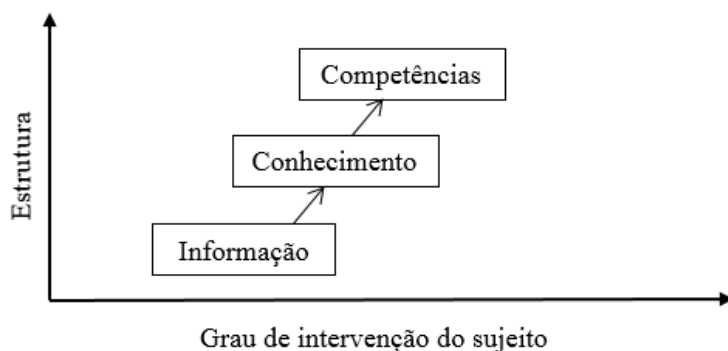 Estrutura
Competências
Conhecimento
Informação
Grau de intervenção do sujeito